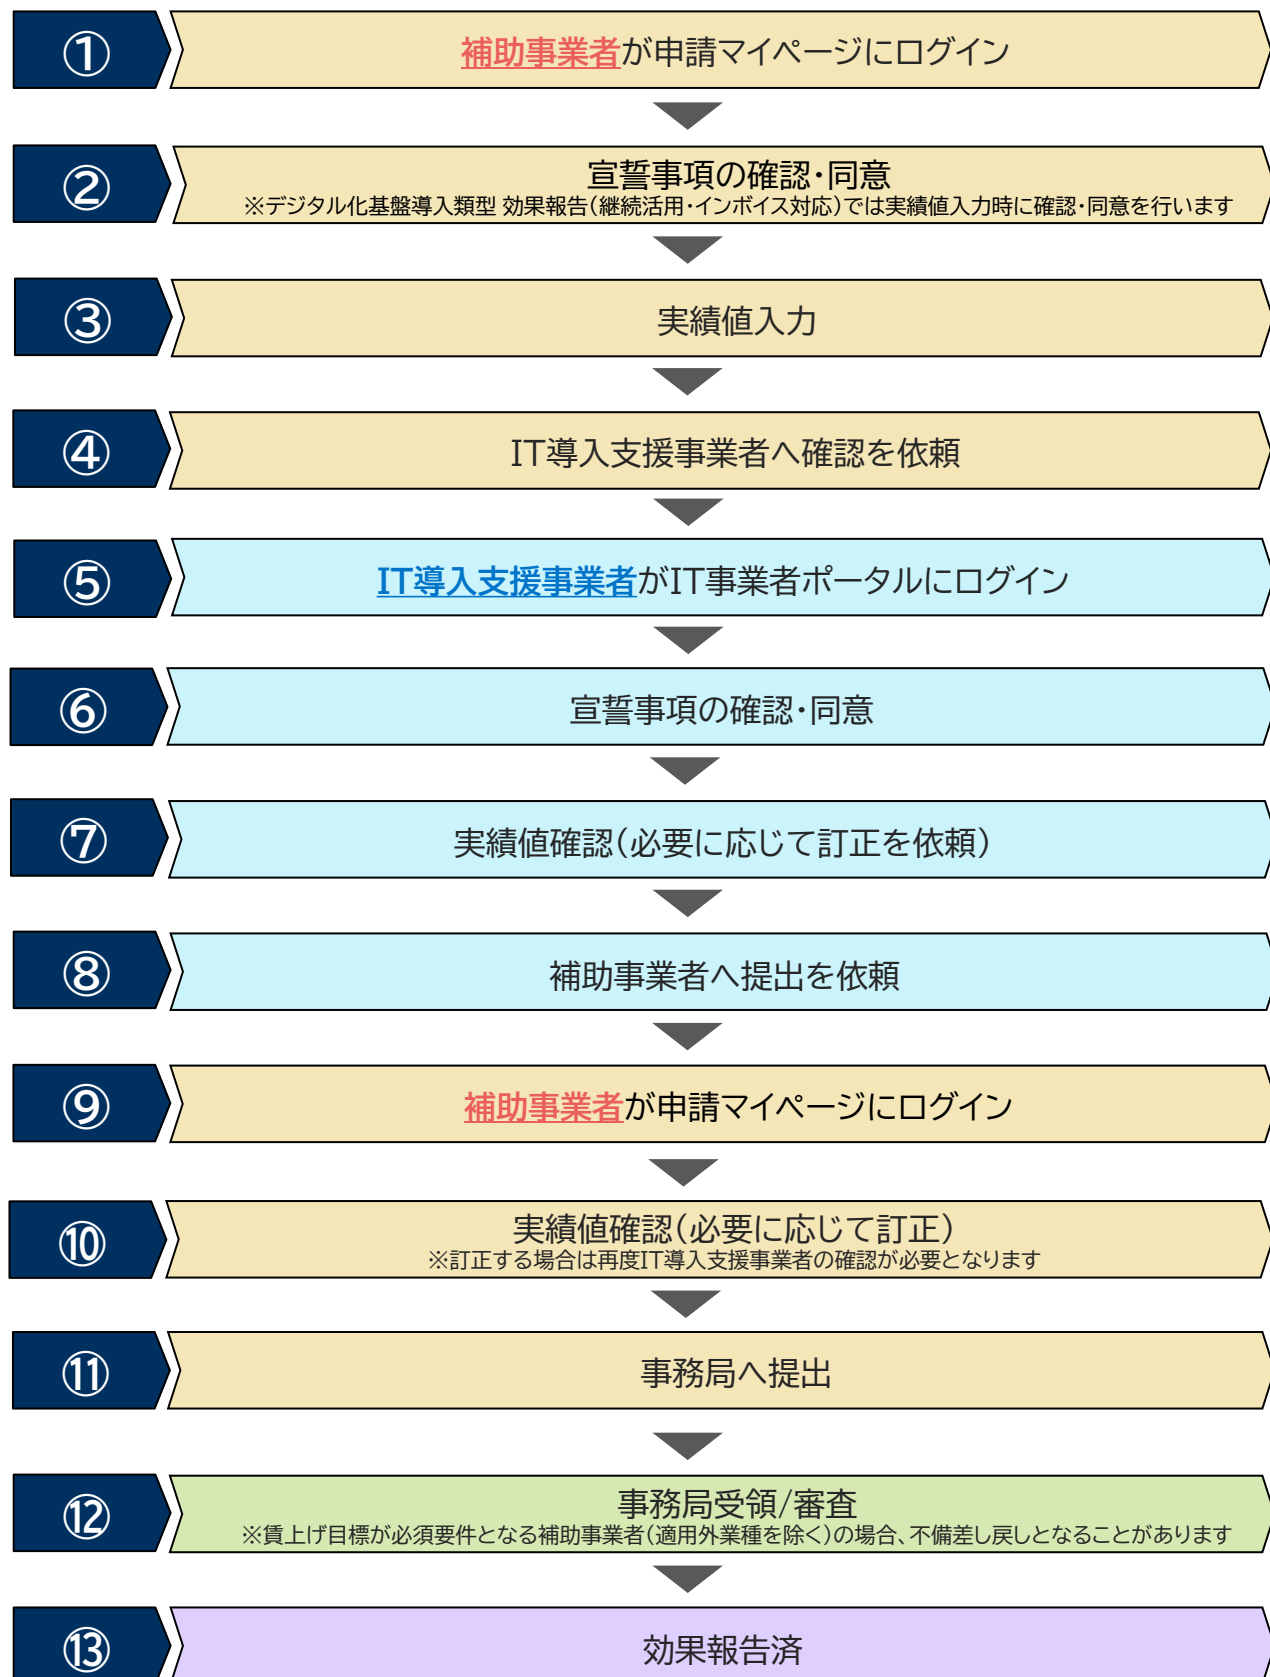 ①
補助事業者が申請マイページにログイン
②
宣誓事項の確認・同意
※デジタル化基盤導入類型 効果報告(継続活用・インボイス対応)では実績値入力時に確認・同意を行います
③
実績値入力
④
IT導入支援事業者へ確認を依頼
⑤
IT導入支援事業者がIT事業者ポータルにログイン
⑥
宣誓事項の確認・同意
⑦
実績値確認(必要に応じて訂正を依頼)
⑧
補助事業者へ提出を依頼
⑨
補助事業者が申請マイページにログイン
⑩
実績値確認(必要に応じて訂正)
※訂正する場合は再度IT導入支援事業者の確認が必要となります
⑪
事務局へ提出
⑫
事務局受領/審査
※賃上げ目標が必須要件となる補助事業者(適用外業種を除く)の場合、不備差し戻しとなることがあります
⑬
効果報告済